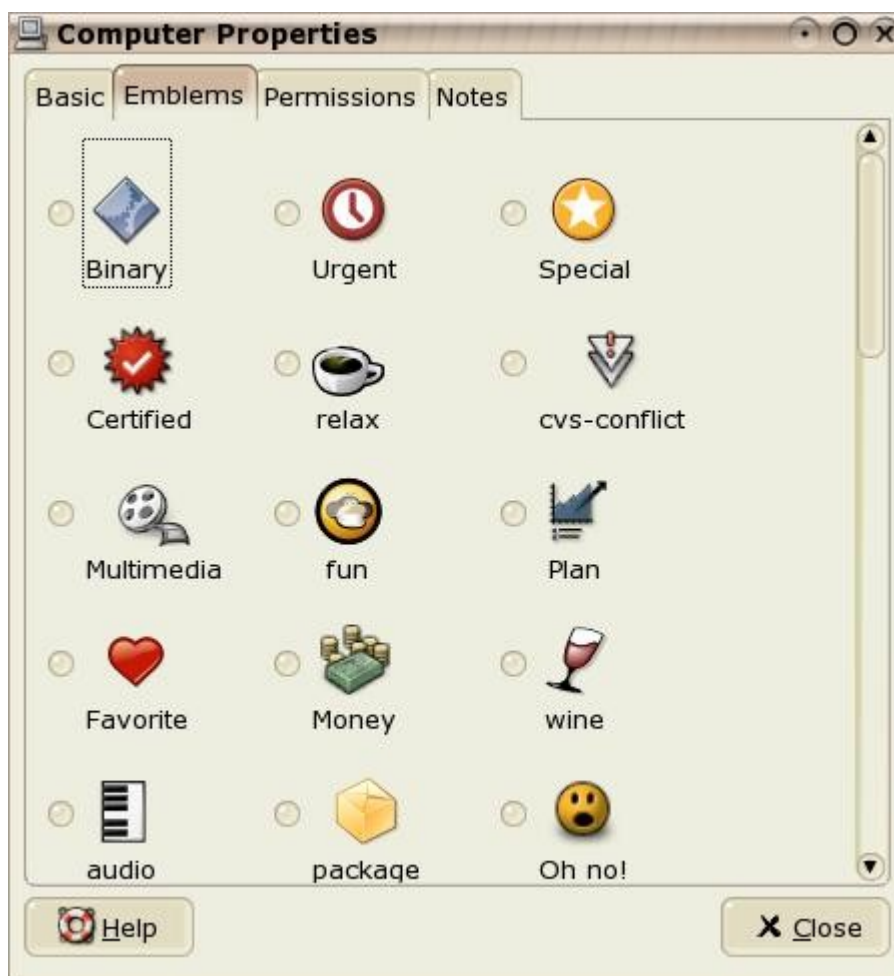 Computer Properties
Basic Emblems Permissions Notes
Binary Urgent Special
Certified relax cvs-conflict
Multimedia fun Plan
Favorite Money wine
audio package Oh no!
Help Close